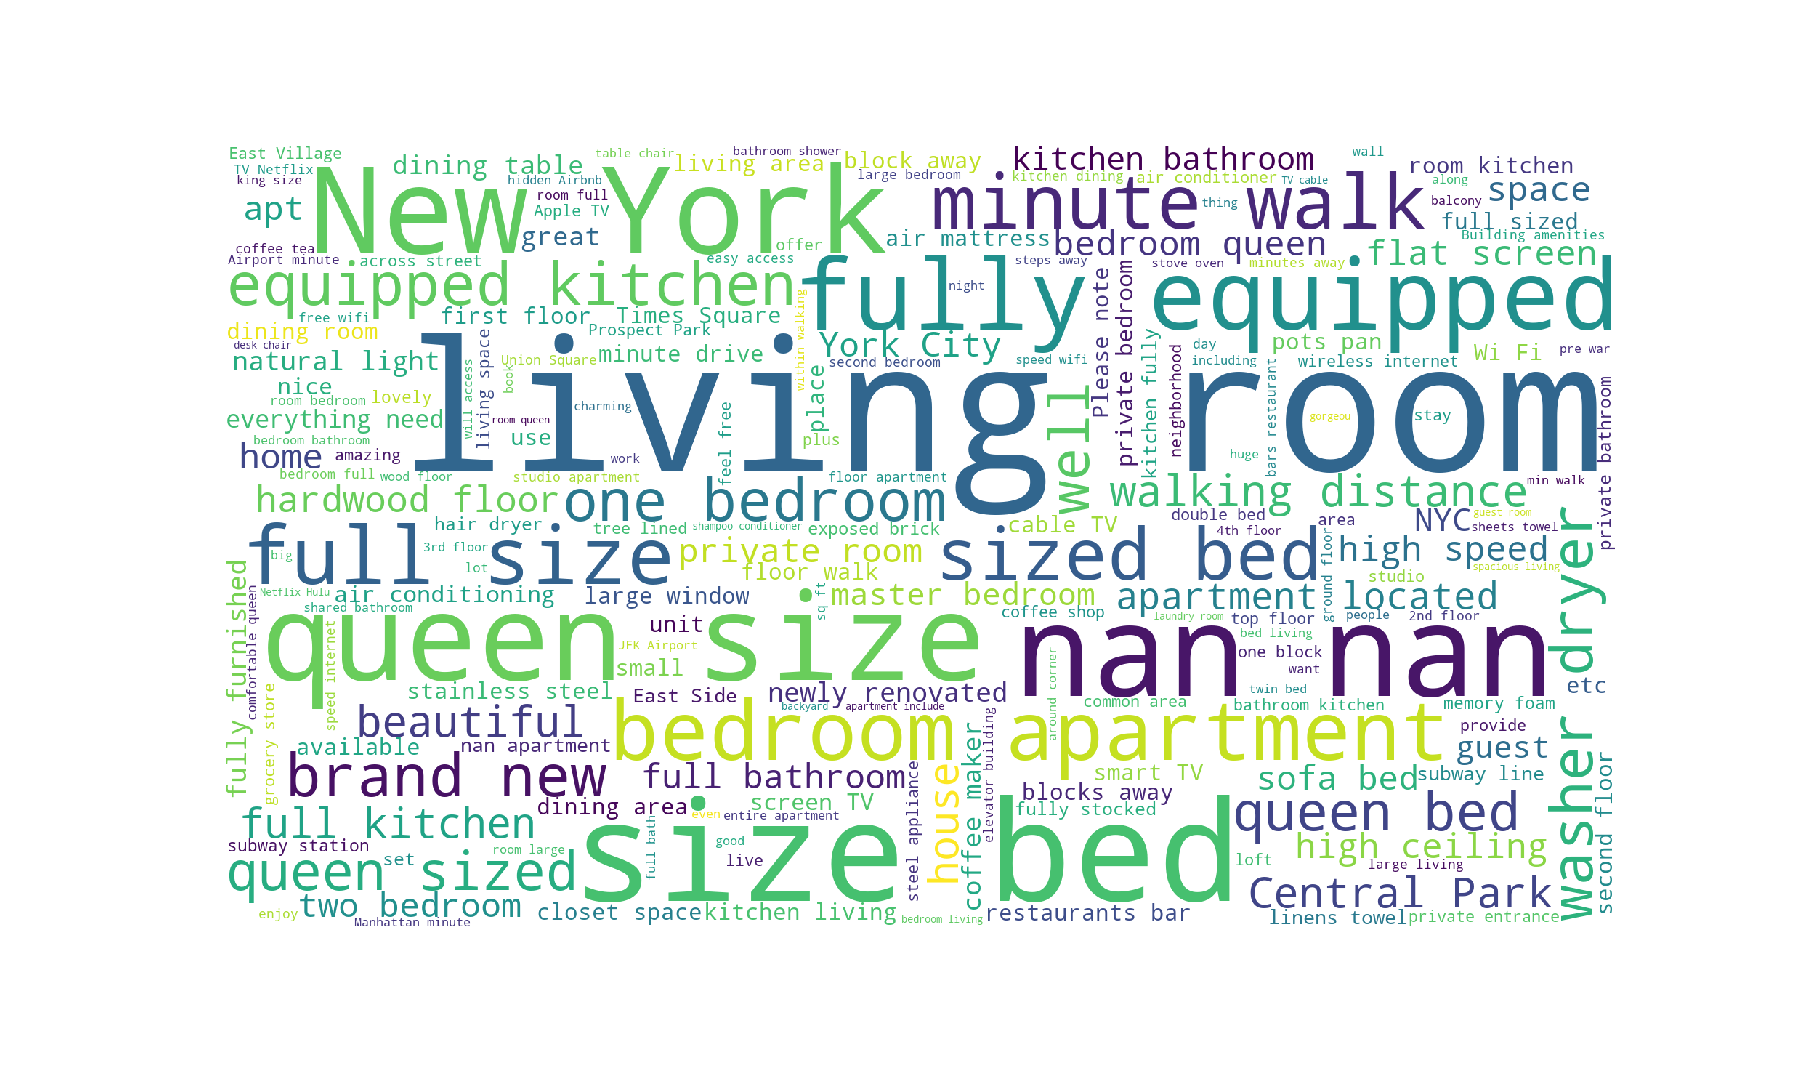 East Village
TV Netflix
king size
apt
coffee tea
Airport minute
New York
dining table
hidden Airbnb
room full
Apple TV
great
table chair
living area
bathroom shower
block away
large bedroom
offer
easy access
across street
air mattress
kitchen bathroom
kitchen dining
air conditioner
TV cable
wall
along
room kitchen
space
balcony
full sized
Building amenities
minute walk
thing
bedroom queen
flat screen
steps away
stove oven
minutes away
equipped kitchen
fully
equipped
night
free wifi
first floor
Times Square
dining room
desk chair
Prospect Park
within walking
York City
Please note
private bedroom
day
pots pan
natural light
living space
Union Square
minute drive
second bedroom
speed wifi
kitchen fully
neighborhood
including
wireless internet
Wi Fi
pre war
nice
room bedroom
lovely
will access
book
charming
living room
place
well
bars restaurant
gorgeou
stay
everything need
room queen
use
feel free
plus
bedroom bathroom
home
amazing
work
huge
private bathroom
bedroom full
wood floor
studio apartment
floor apartment
min walk
hardwood floor
one bedroom
walking distance
hair dryer
tree lined
shampoo conditioner
exposed brick
cable TV
double bed
4th floor
area
NYC
guest room
sheets towel
big
3rd floor
lot
full size
private room
floor walk
sized bed
ground floor
high speed
spacious living
studio
Netflix Hulu
air conditioning
large window
sq ft
master bedroom
apartment located
shared bathroom
coffee shop
laundry room
top floor
people
2nd floor
fully furnished
comfortable queen
queen size
unit
JFK Airport
small
nan nan
bed living
one block
want
washer dryer
speed internet
grocery store
stainless steel
East Side
newly renovated
around corner
common area
twin bed
bathroom kitchen
memory foam
etc
beautiful
backyard
apartment include
bedroom apartment
provide
available
nan apartment
elevator building
guest
brand new
full bathroom
steel appliance
house
coffee maker
smart TV
sofa bed
subway line
second floor
dining area
screen TV
blocks away
fully stocked
full kitchen
even
entire apartment
queen bed
subway station
set
room large
full bath
good
live
size bed
loft
high ceiling
large living
queen sized
Central Park
enjoy
two bedroom
Manhattan minute
closet space
kitchen living
bedroom living
restaurants bar
linens towel
private entrance